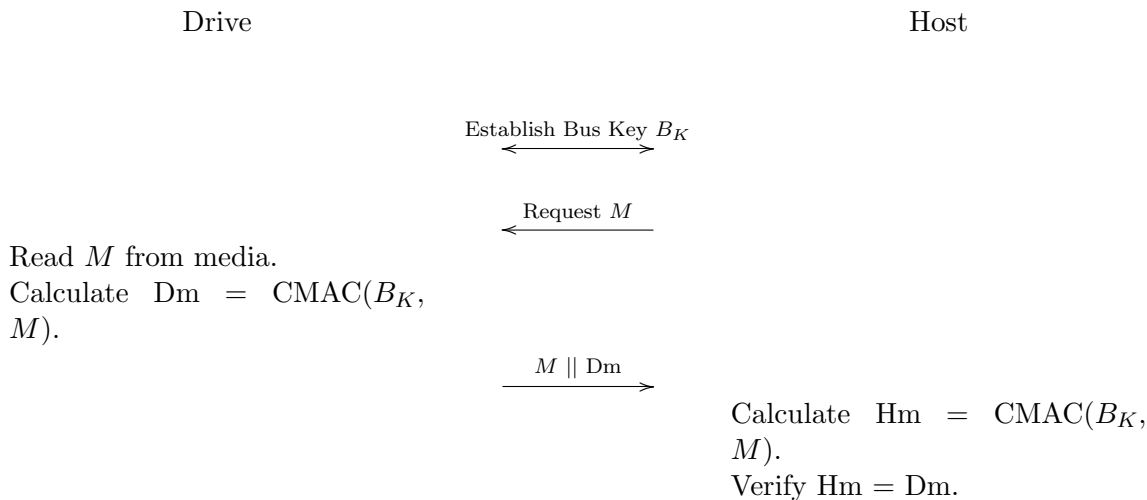 Drive
Host
Establish Bus Key B_K
Request M
Read M from media.
Calculate Dm = CMAC(B_K,
M).
M || Dm
Calculate Hm = CMAC(B_K,
M).
Verify Hm = Dm.